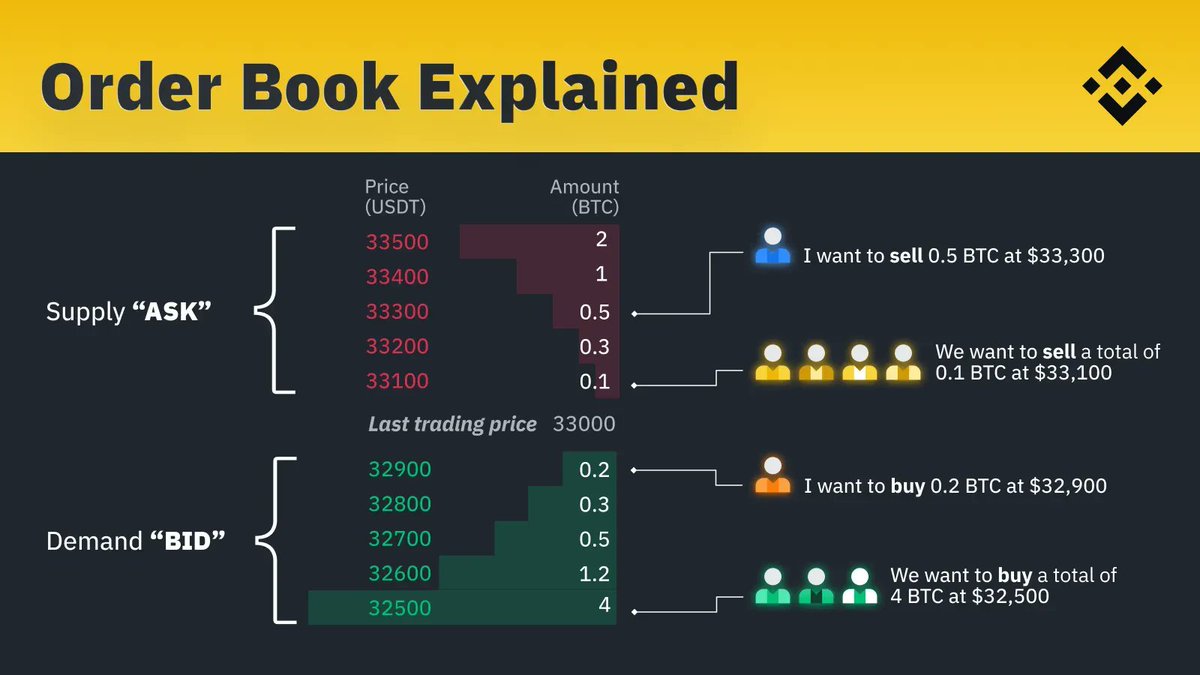 Order Book Explained
Price
(USDT)
Amount
(BTC)
33500 2
33400 1
33300 0.5
33200 0.3
33100 0.1
Supply “ASK”
I want to sell 0.5 BTC at $33,300
We want to sell a total of
0.1 BTC at $33,100
Last trading price 33000
32900 0.2
32800 0.3
32700 0.5
32600 1.2
32500 4
Demand “BID”
I want to buy 0.2 BTC at $32,900
We want to buy a total of
4 BTC at $32,500